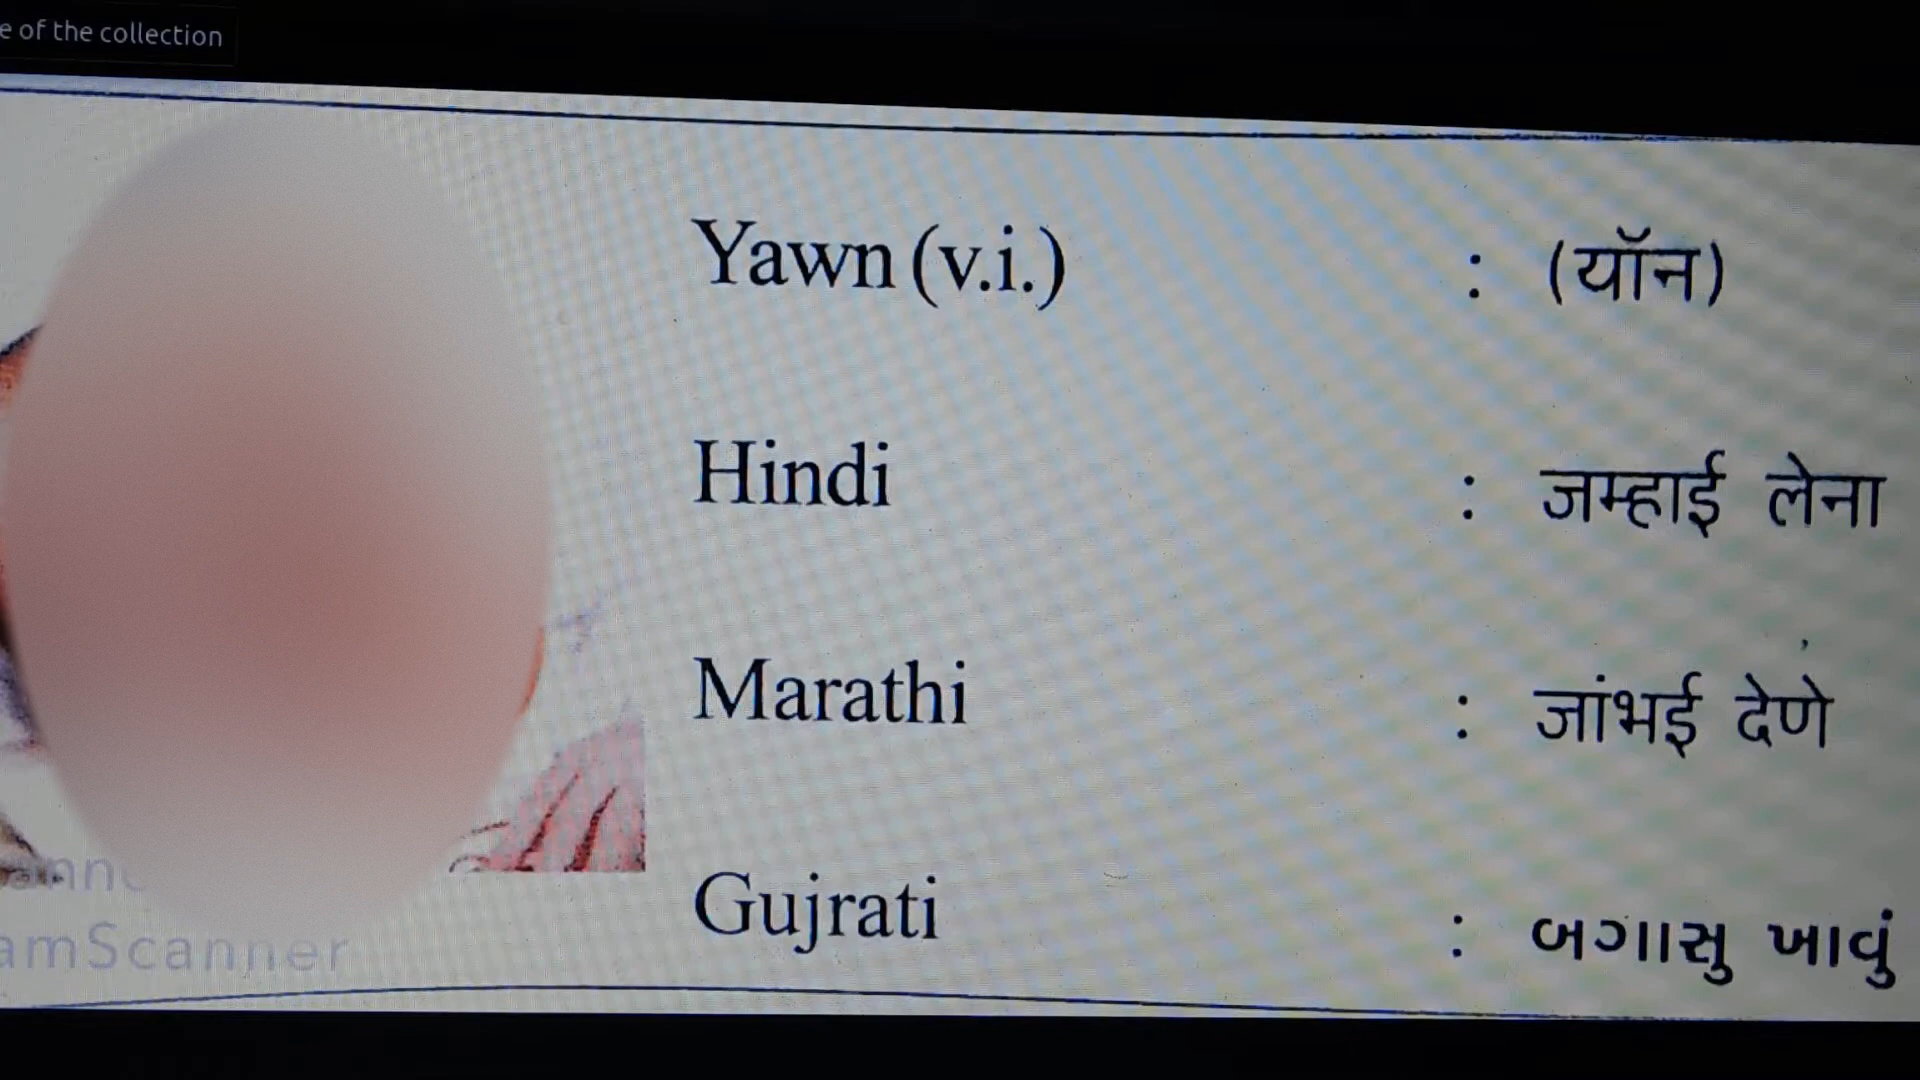 e of the collection
Yawn (v.i.) : (यॉन)
Hindi : जम्हाई लेना
Marathi : जांभई देणे
Gujrati : બગાસુ ખાવું
amScanner